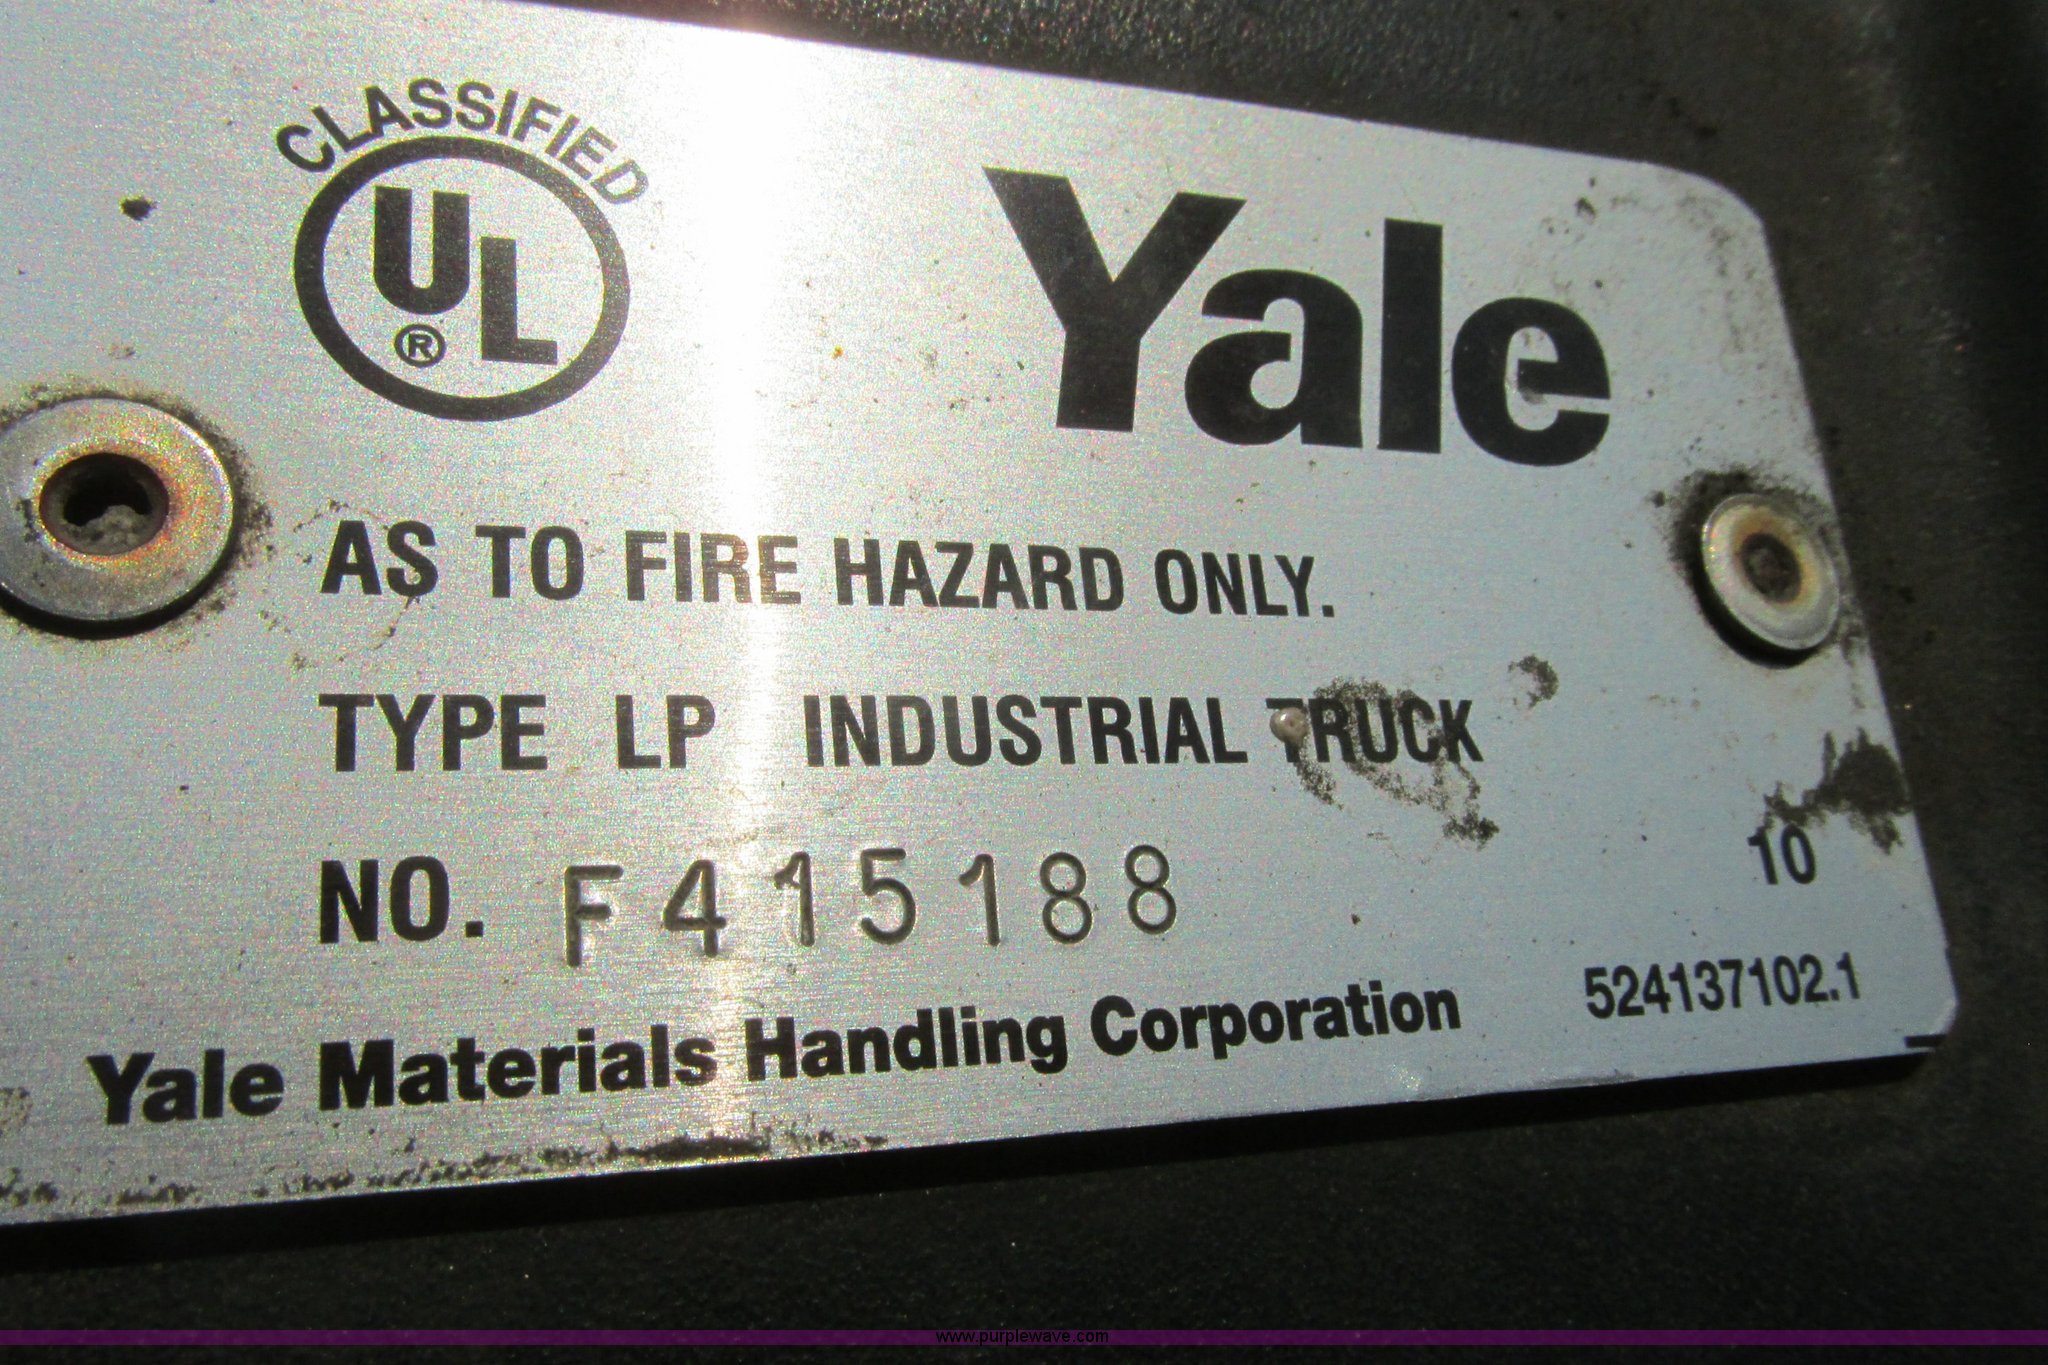 CLASSIFIED
UL
®
Yale
AS TO FIRE HAZARD ONLY.
TYPE LP INDUSTRIAL TRUCK
NO. F415188
10
524137102.1
Yale Materials Handling Corporation
www.purplewave.com